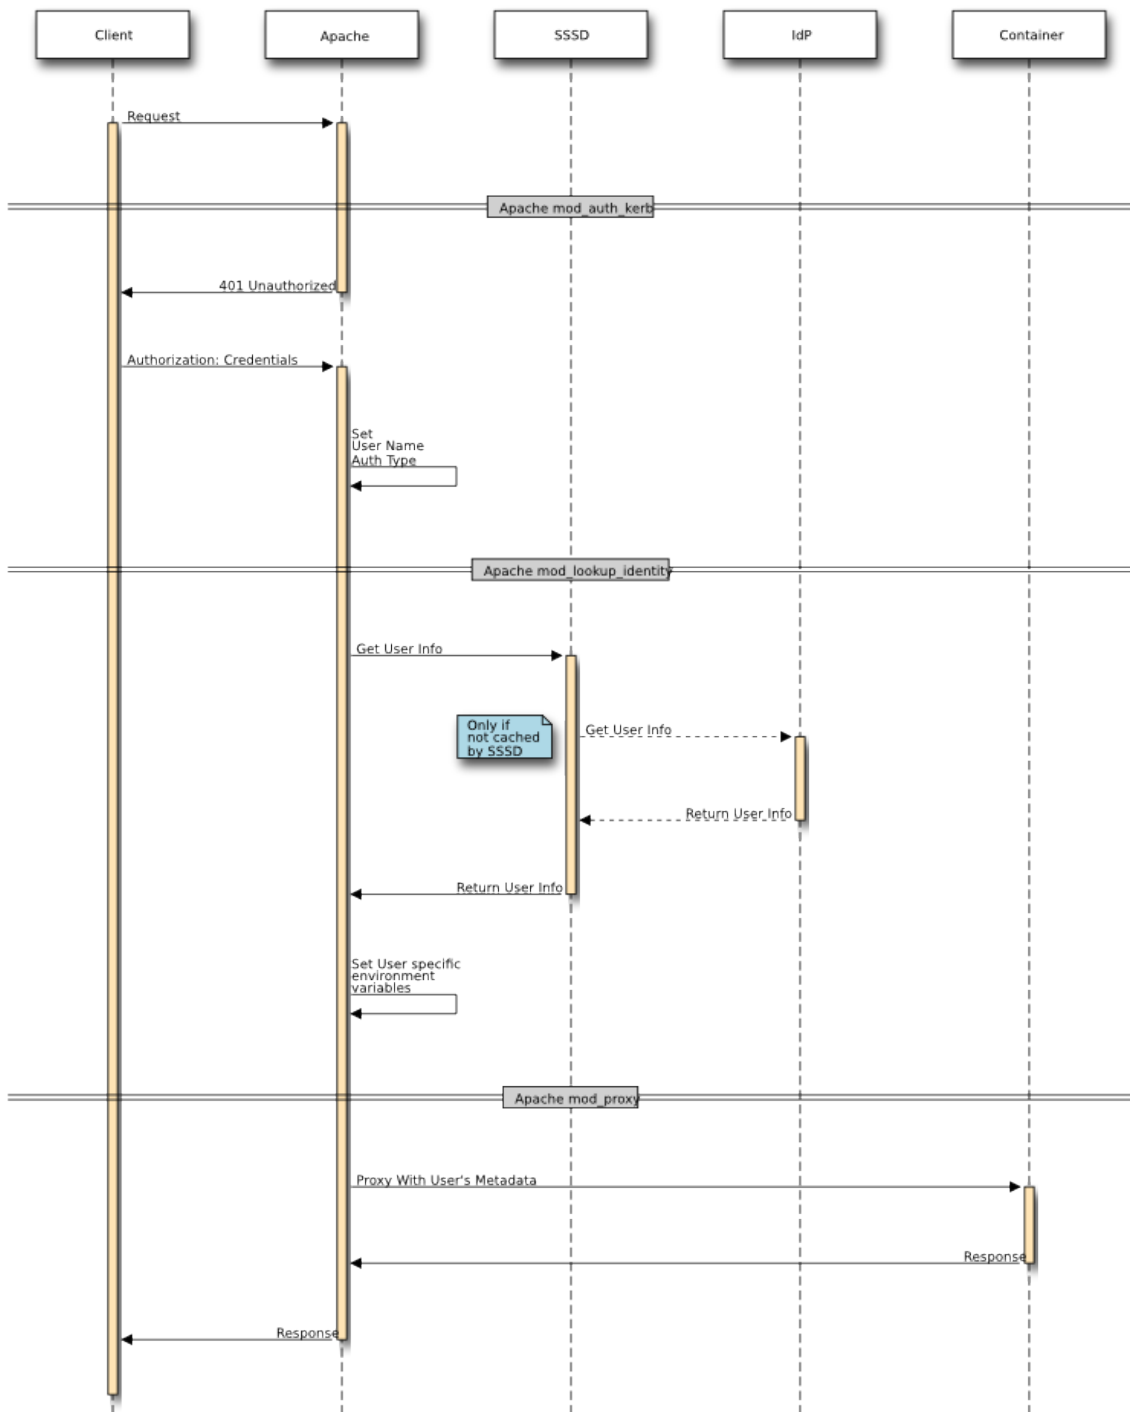 Client
Apache
SSSD
IdP
Container
Request
Apache mod_auth_kerb
401 Unauthorized
Authorization: Credentials
Set
User Name
Auth Type
Apache mod_lookup_identity
Get User Info
Only if
not cached
by SSSD
Get User Info
Return User Info
Return User Info
Set User specific
environment
variables
Apache mod_proxy
Proxy With User's Metadata
Response
Response